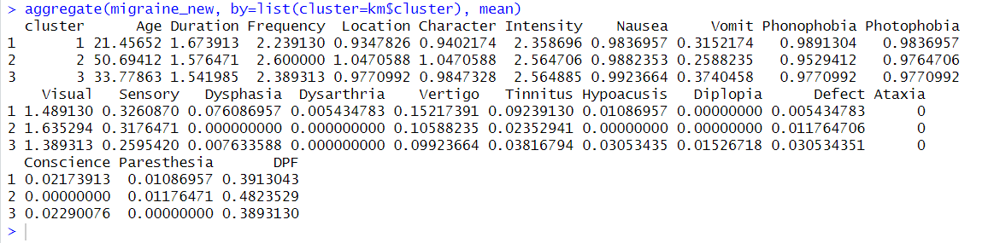 > aggregate(migraine_new, by=list(cluster=km$cluster), mean)
  cluster      Age Duration Frequency  Location Character Intensity    Nausea     Vomit Phonophobia Photophobia
1       1 21.45652 1.673913  2.239130 0.9347826 0.9402174  2.358696 0.9836957 0.3152174   0.9891304   0.9836957
2       2 50.69412 1.576471  2.600000 1.0470588 1.0470588  2.564706 0.9882353 0.2588235   0.9529412   0.9764706
3       3 33.77863 1.541985  2.389313 0.9770992 0.9847328  2.564885 0.9923664 0.3740458   0.9770992   0.9770992
    Visual   Sensory   Dysphasia  Dysarthria   Vertigo   Tinnitus Hypoacusis   Diplopia      Defect Ataxia
1 1.489130 0.3260870 0.076086957 0.005434783 0.15217391 0.09239130 0.01086957 0.00000000 0.005434783      0
2 1.635294 0.3176471 0.000000000 0.000000000 0.10588235 0.02352941 0.00000000 0.00000000 0.011764706      0
3 1.389313 0.2595420 0.007633588 0.000000000 0.09923664 0.03816794 0.03053435 0.01526718 0.030534351      0
  Conscience Paresthesia       DPF
1 0.02173913  0.01086957 0.3913043
2 0.00000000  0.01176471 0.4823529
3 0.02290076  0.00000000 0.3893130
>